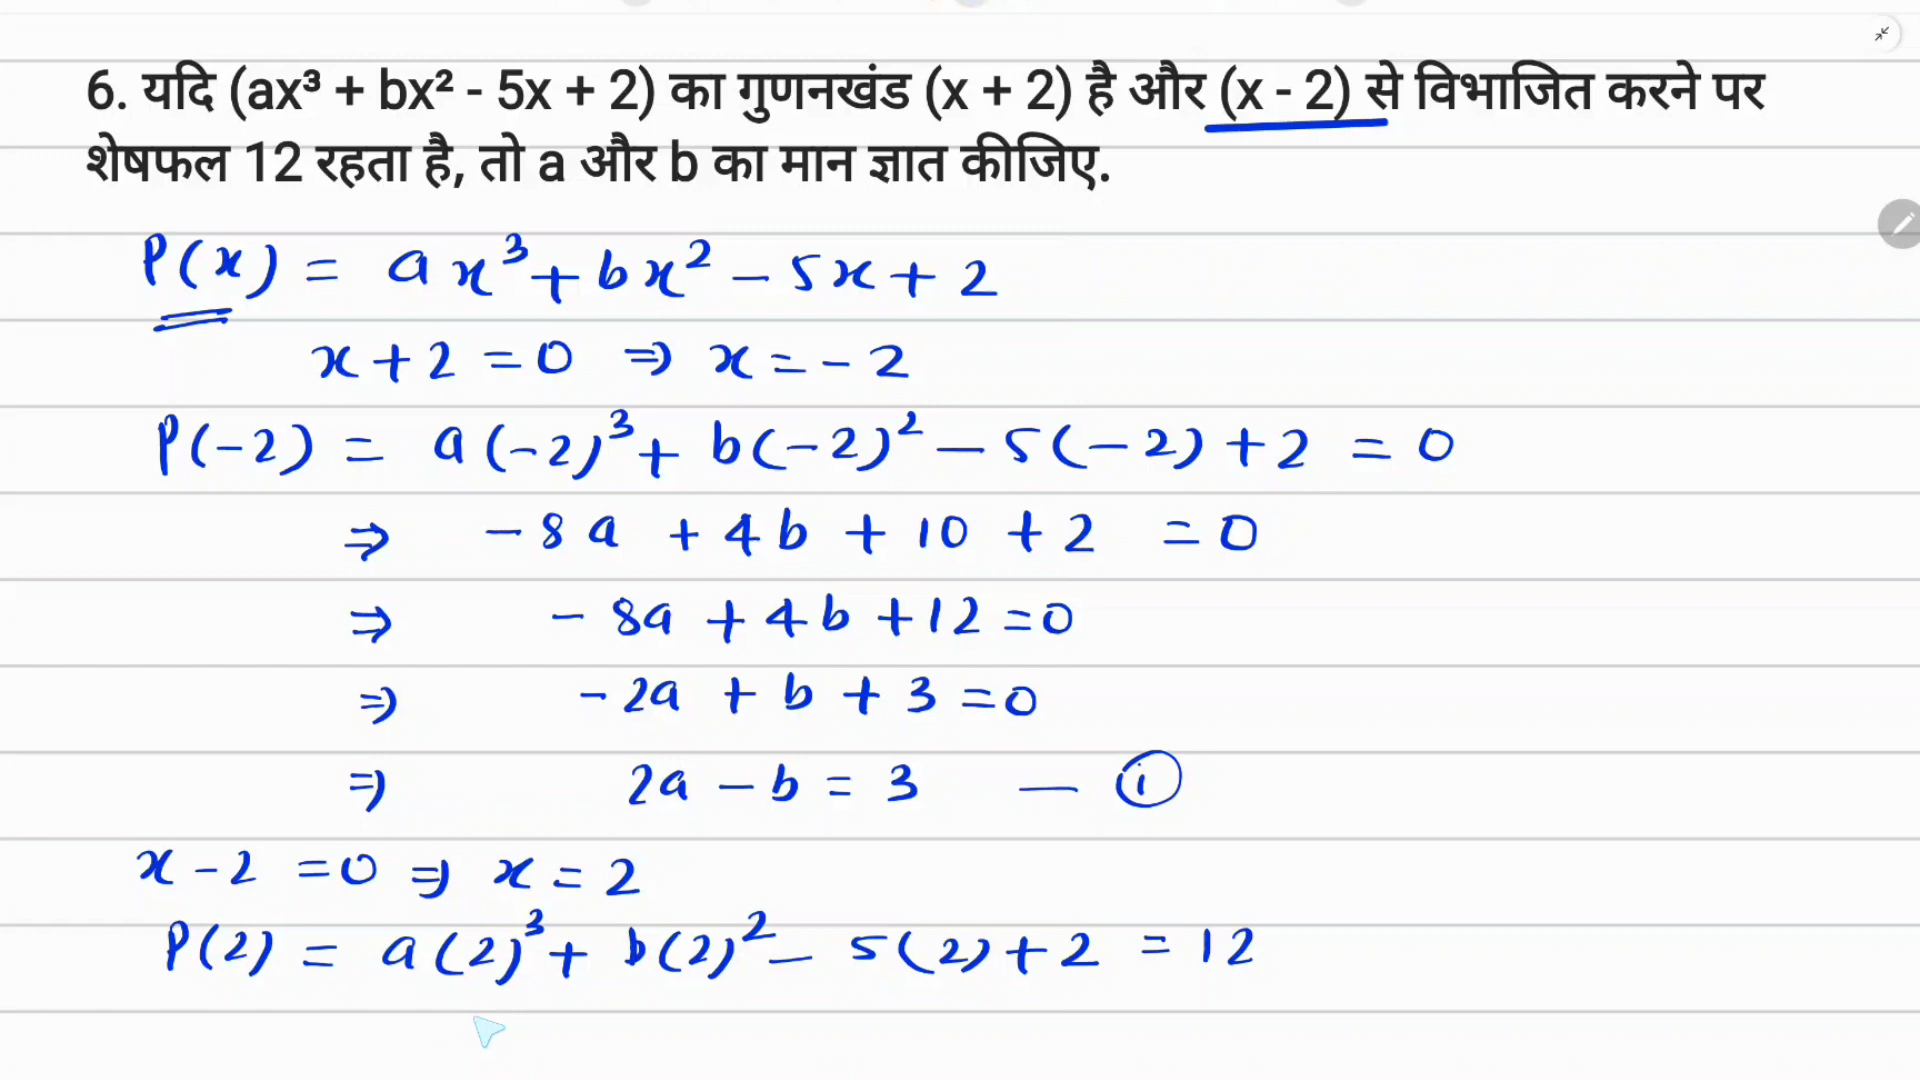 6. यदि (ax³ + bx² - 5x + 2) का गुणनखंड (x + 2) है और (x - 2) से विभाजित करने पर
शेषफल 12 रहता है, तो a और b का मान ज्ञात कीजिए.
P(x) = ax³ + bx² - 5x + 2
x + 2 = 0 ⇒ x = -2
P(-2) = a(-2)³ + b(-2)² - 5(-2) + 2 = 0
⇒ -8a + 4b + 10 + 2 = 0
⇒ -8a + 4b + 12 = 0
⇒ -2a + b + 3 = 0
⇒ 2a - b = 3 — ⓘ
x - 2 = 0 ⇒ x = 2
P(2) = a(2)³ + b(2)² - 5(2) + 2 = 12